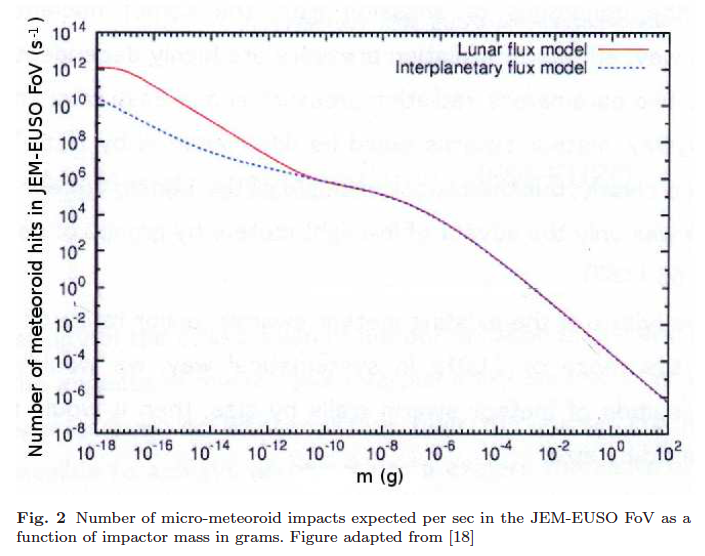 Number of meteoroid hits in JEM-EUSO FoV (s⁻¹)
10¹⁴
10¹²
10¹⁰
10⁸
10⁶
10⁴
10²
10⁰
10⁻²
10⁻⁴
10⁻⁶
10⁻⁸
Lunar flux model
Interplanetary flux model
10⁻¹⁸ 10⁻¹⁶ 10⁻¹⁴ 10⁻¹² 10⁻¹⁰ 10⁻⁸ 10⁻⁶ 10⁻⁴ 10⁻² 10⁰ 10²
m (g)
Fig. 2 Number of micro-meteoroid impacts expected per sec in the JEM-EUSO FoV as a
function of impactor mass in grams. Figure adapted from [18]